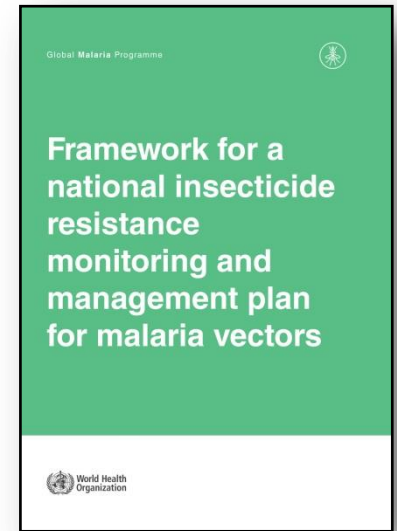 Global Malaria Programme
Framework for a
national insecticide
resistance
monitoring and
management plan
for malaria vectors
World Health
Organization